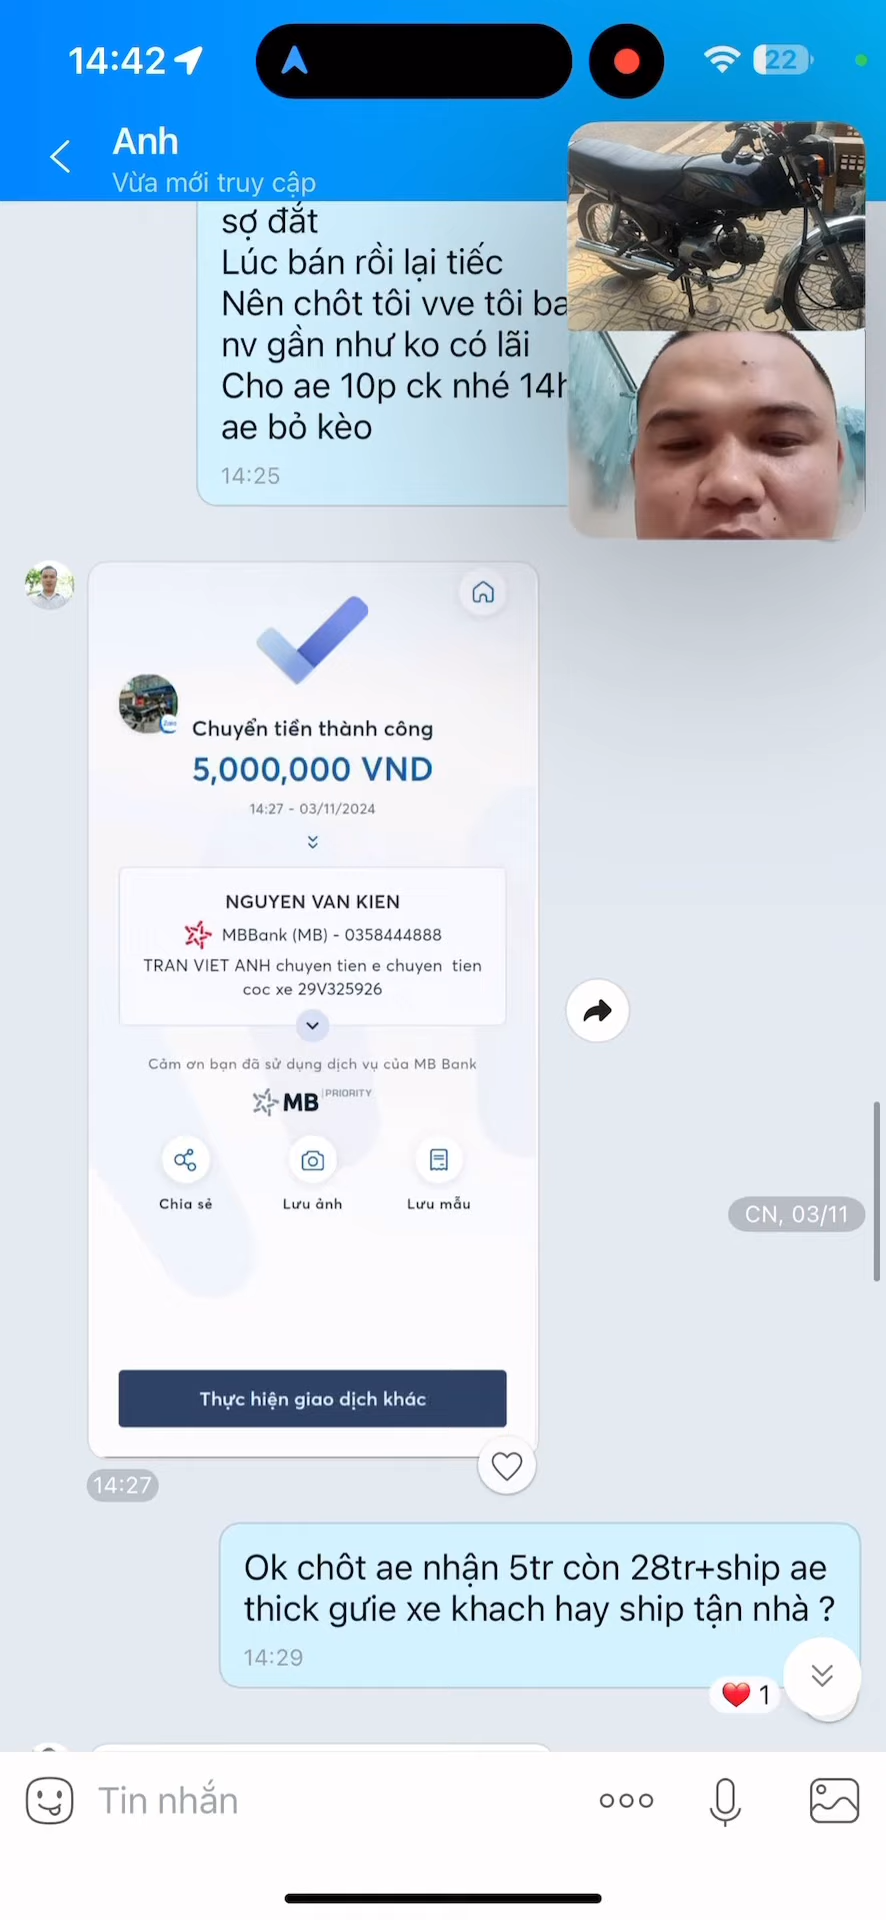 14:42
22
Anh
Vừa mới truy cập
sợ đắt
Lúc bán rồi lại tiếc
Nên chôt tôi vve tôi ba
nv gần như ko có lãi
Cho ae 10p ck nhé 14h
ae bỏ kèo
14:25
Zalo
Chuyển tiền thành công
5,000,000 VND
14:27 - 03/11/2024
NGUYEN VAN KIEN
MBBank (MB) - 0358444888
TRAN VIET ANH chuyen tien e chuyen tien
coc xe 29V325926
Cảm ơn bạn đã sử dụng dịch vụ của MB Bank
MB PRIORITY
Chia sẻ
Lưu ảnh
Lưu mẫu
CN, 03/11
Thực hiện giao dịch khác
14:27
Ok chôt ae nhận 5tr còn 28tr+ship ae
thick gưie xe khach hay ship tận nhà ?
14:29
1
Tin nhắn